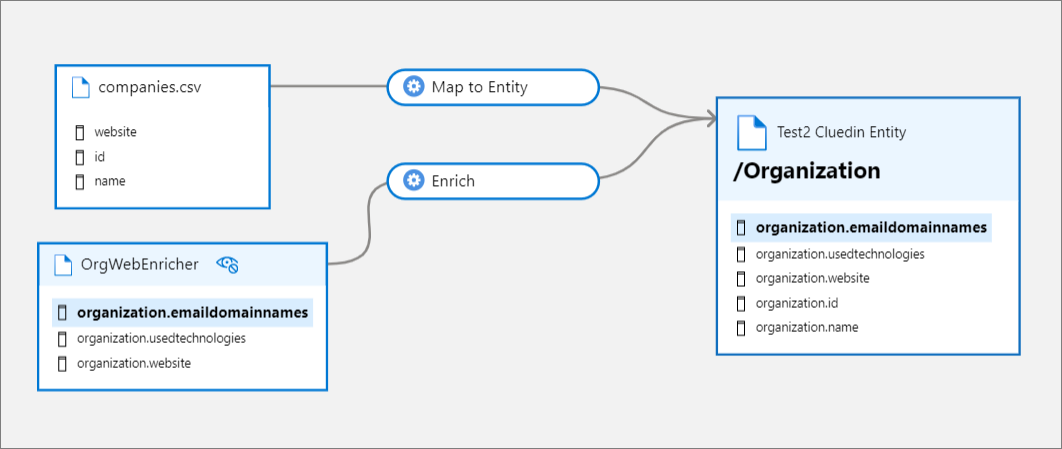 companies.csv
website
id
name
Map to Entity
Enrich
OrgWebEnricher
organization.emaildomainnames
organization.usedtechnologies
organization.website
Test2 Cluedin Entity
/Organization
organization.emaildomainnames
organization.usedtechnologies
organization.website
organization.id
organization.name